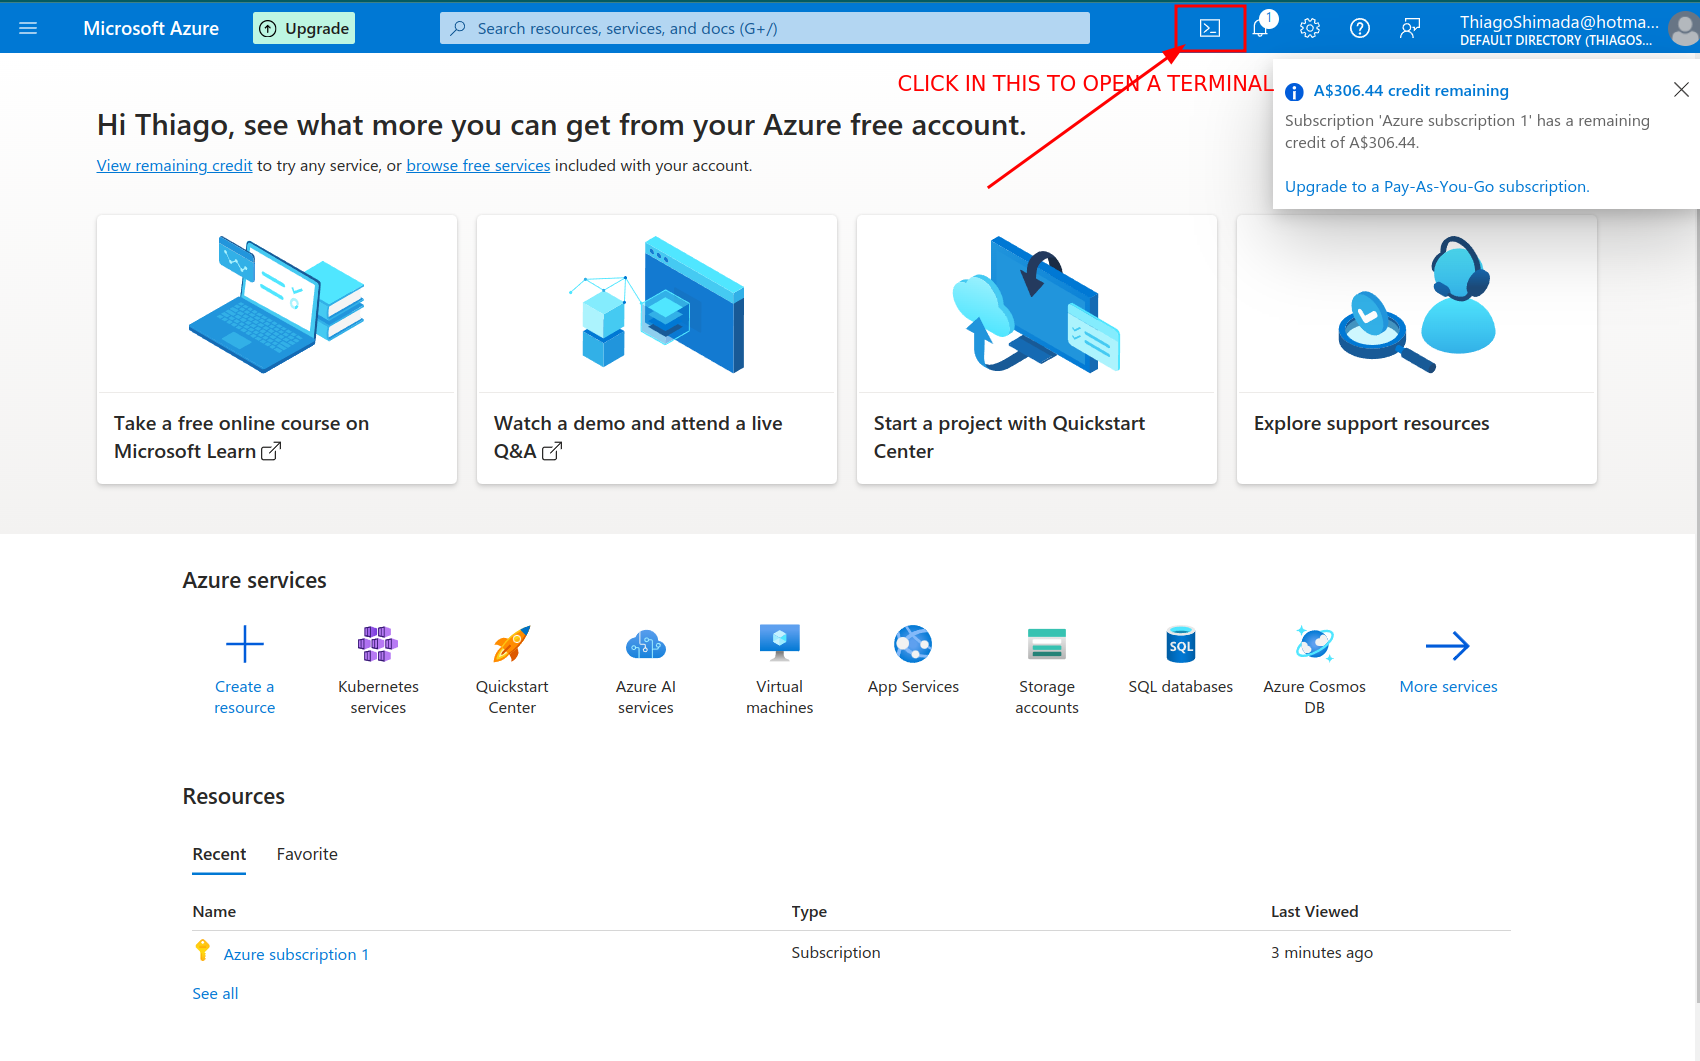 Microsoft Azure
Upgrade
Search resources, services, and docs (G+/)
1
ThiagoShimada@hotma...
DEFAULT DIRECTORY (THIAGOS...
CLICK IN THIS TO OPEN A TERMINAL
A$306.44 credit remaining
Subscription 'Azure subscription 1' has a remaining
credit of A$306.44.
Upgrade to a Pay-As-You-Go subscription.
Hi Thiago, see what more you can get from your Azure free account.
View remaining credit to try any service, or browse free services included with your account.
Take a free online course on
Microsoft Learn
Watch a demo and attend a live
Q&A
Start a project with Quickstart
Center
Explore support resources
Azure services
Create a
resource
Kubernetes
services
Quickstart
Center
Azure AI
services
Virtual
machines
App Services
Storage
accounts
SQL
SQL databases
Azure Cosmos
DB
More services
Resources
Recent
Favorite
Name
Type
Last Viewed
Azure subscription 1
Subscription
3 minutes ago
See all